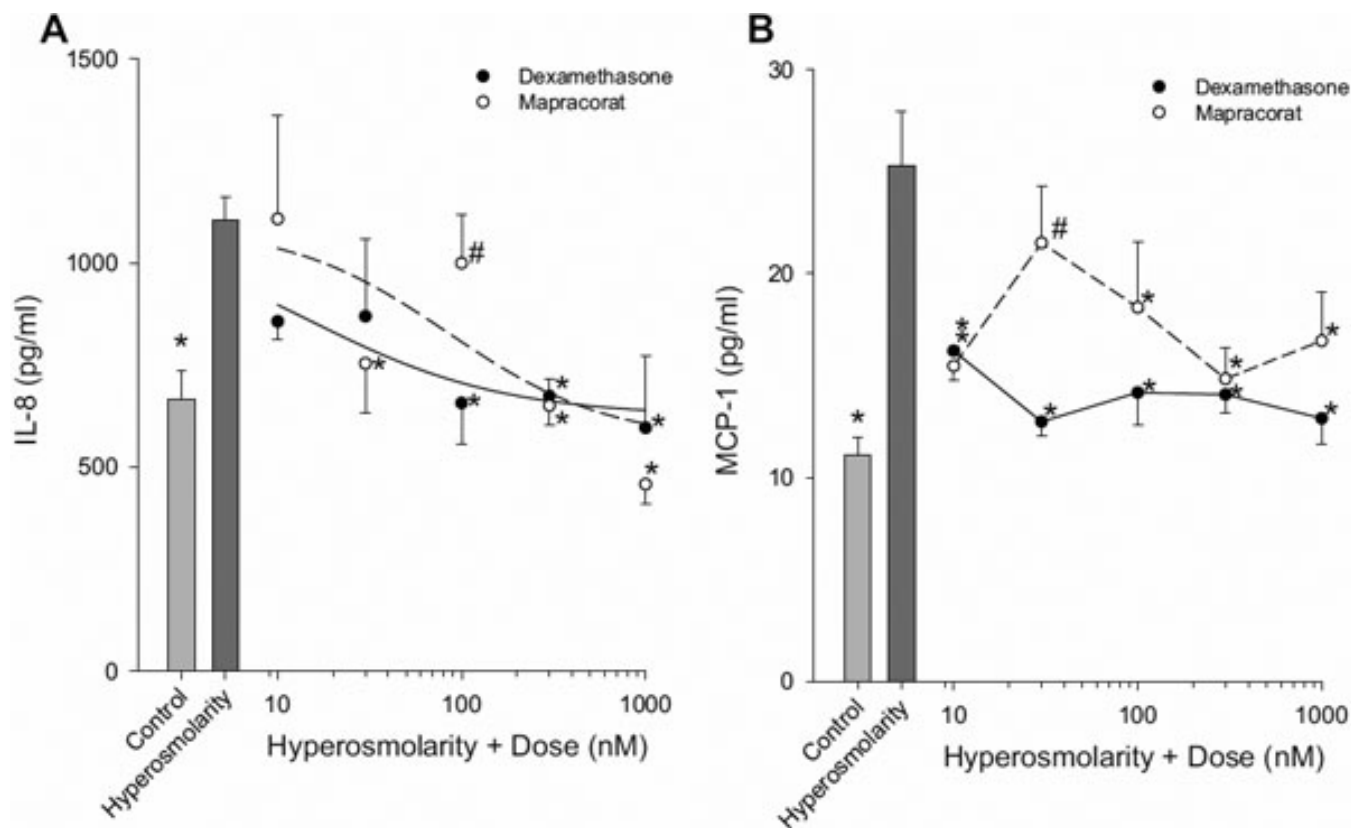 A
1500
1000
500
0
IL-8 (pg/ml)
Dexamethasone
Mapracorat
*
#
*
*
*
*
*
*
Control
Hyperosmolarity
10
100
1000
Hyperosmolarity + Dose (nM)
B
30
20
10
0
MCP-1 (pg/ml)
Dexamethasone
Mapracorat
*
*
*
#
*
*
*
*
*
*
*
Control
Hyperosmolarity
10
100
1000
Hyperosmolarity + Dose (nM)